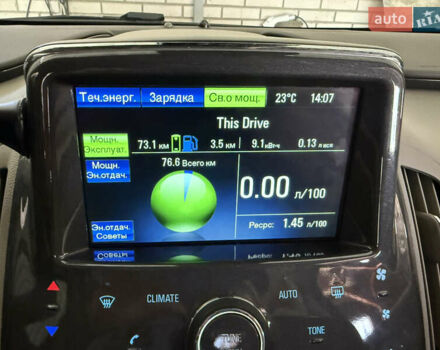 auto RIA
Теч.энерг. Зарядка Св.о мощ. 23°C 14:07
This Drive
Мощн. Эксплуат.
73.1 км 3.5 км 9.1 кВтч 0.13 лися
Мощн. Эн.отдач.
76.6 Всего км
0.00 л/100
Ресрс: 1.45 л/100
Эн.отдач. Советы
CLIMATE AUTO
TUNE TONE